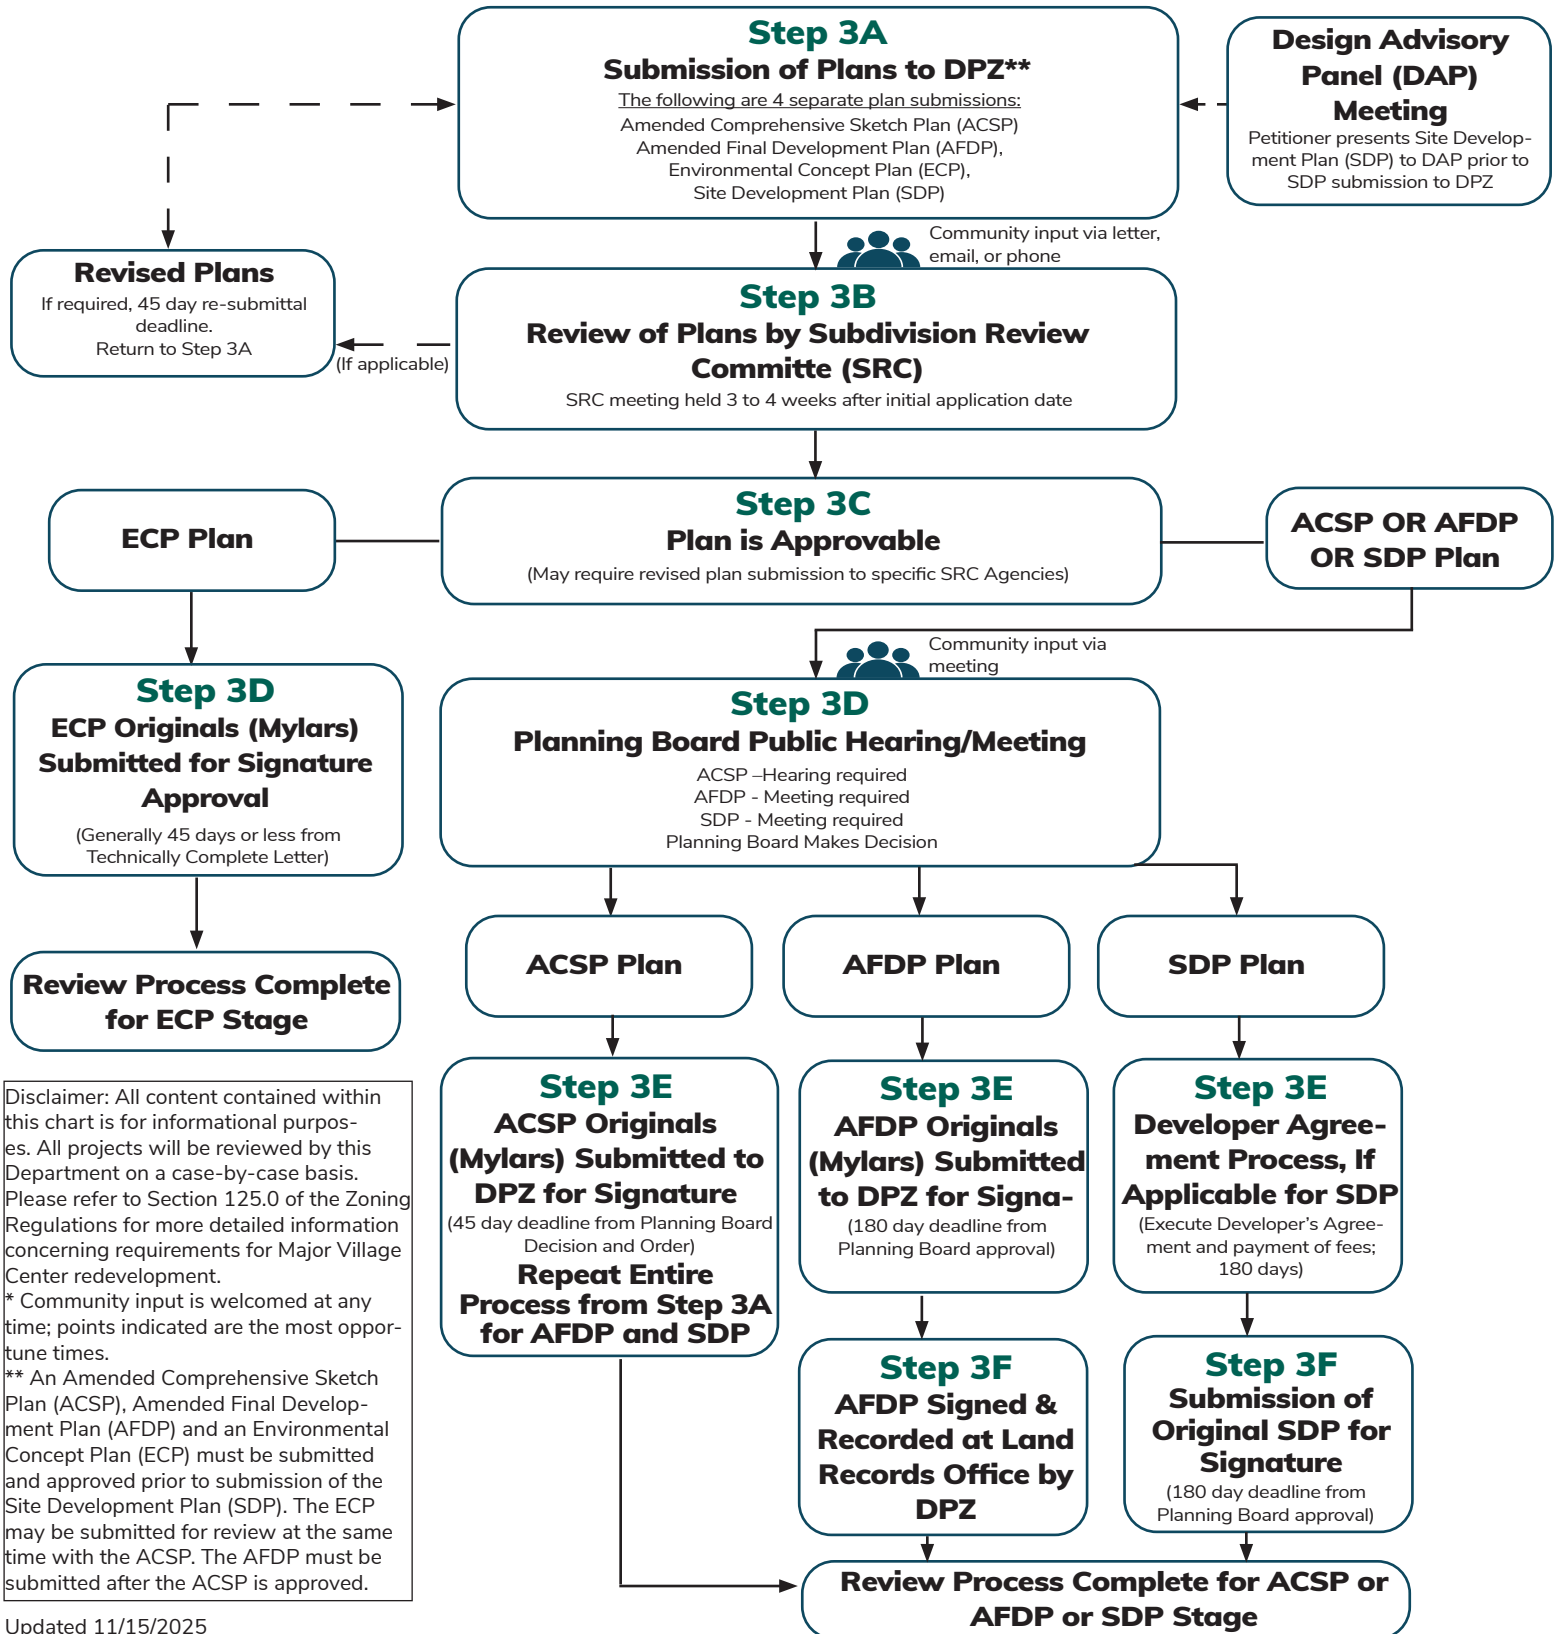 Step 3A
Submission of Plans to DPZ**
The following are 4 separate plan submissions:
Amended Comprehensive Sketch Plan (ACSP)
Amended Final Development Plan (AFDP),
Environmental Concept Plan (ECP),
Site Development Plan (SDP)
Design Advisory
Panel (DAP)
Meeting
Petitioner presents Site Develop-
ment Plan (SDP) to DAP prior to
SDP submission to DPZ
Community input via letter,
email, or phone
Revised Plans
If required, 45 day re-submittal
deadline.
Return to Step 3A
(If applicable)
Step 3B
Review of Plans by Subdivision Review
Committe (SRC)
SRC meeting held 3 to 4 weeks after initial application date
ECP Plan
Step 3C
Plan is Approvable
(May require revised plan submission to specific SRC Agencies)
ACSP OR AFDP
OR SDP Plan
Community input via
meeting
Step 3D
ECP Originals (Mylars)
Submitted for Signature
Approval
(Generally 45 days or less from
Technically Complete Letter)
Step 3D
Planning Board Public Hearing/Meeting
ACSP –Hearing required
AFDP - Meeting required
SDP - Meeting required
Planning Board Makes Decision
Review Process Complete
for ECP Stage
ACSP Plan
AFDP Plan
SDP Plan
Step 3E
ACSP Originals
(Mylars) Submitted to
DPZ for Signature
(45 day deadline from Planning Board
Decision and Order)
Repeat Entire
Process from Step 3A
for AFDP and SDP
Step 3E
AFDP Originals
(Mylars) Submitted
to DPZ for Signa-
(180 day deadline from
Planning Board approval)
Step 3E
Developer Agree-
ment Process, If
Applicable for SDP
(Execute Developer's Agree-
ment and payment of fees;
180 days)
Step 3F
AFDP Signed &
Recorded at Land
Records Office by
DPZ
Step 3F
Submission of
Original SDP for
Signature
(180 day deadline from
Planning Board approval)
Review Process Complete for ACSP or
AFDP or SDP Stage
Disclaimer: All content contained within
this chart is for informational purpos-
es. All projects will be reviewed by this
Department on a case-by-case basis.
Please refer to Section 125.0 of the Zoning
Regulations for more detailed information
concerning requirements for Major Village
Center redevelopment.
* Community input is welcomed at any
time; points indicated are the most oppor-
tune times.
** An Amended Comprehensive Sketch
Plan (ACSP), Amended Final Develop-
ment Plan (AFDP) and an Environmental
Concept Plan (ECP) must be submitted
and approved prior to submission of the
Site Development Plan (SDP). The ECP
may be submitted for review at the same
time with the ACSP. The AFDP must be
submitted after the ACSP is approved.
Updated 11/15/2025